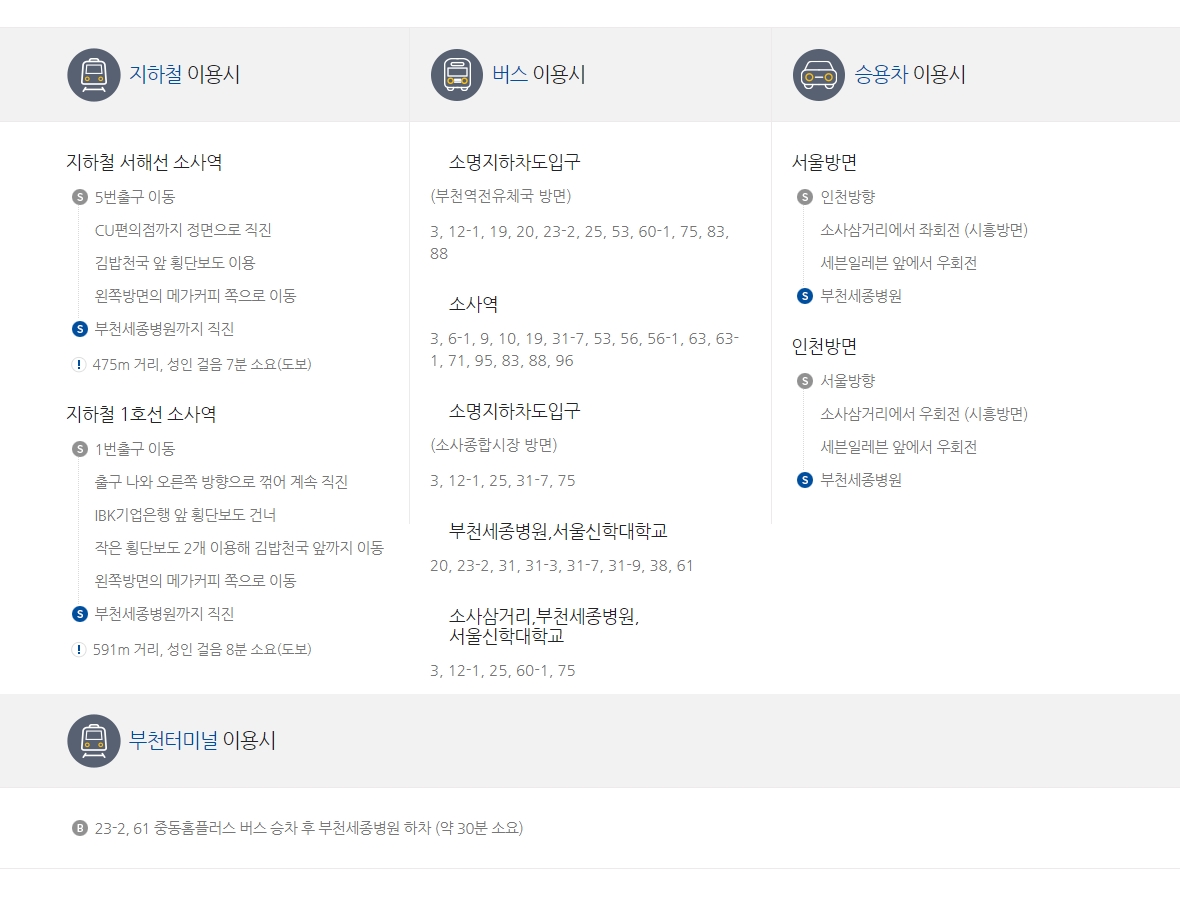 지하철 이용시
지하철 서해선 소사역
S 5번출구 이동
CU편의점까지 정면으로 직진
김밥천국 앞 횡단보도 이용
왼쪽방면의 메가커피 쪽으로 이동
S 부천세종병원까지 직진
! 475m 거리, 성인 걸음 7분 소요(도보)
지하철 1호선 소사역
S 1번출구 이동
출구 나와 오른쪽 방향으로 꺾어 계속 직진
IBK기업은행 앞 횡단보도 건너
작은 횡단보도 2개 이용해 김밥천국 앞까지 이동
왼쪽방면의 메가커피 쪽으로 이동
S 부천세종병원까지 직진
! 591m 거리, 성인 걸음 8분 소요(도보)
버스 이용시
소명지하차도입구
(부천역전유체국 방면)
3, 12-1, 19, 20, 23-2, 25, 53, 60-1, 75, 83,
88
소사역
3, 6-1, 9, 10, 19, 31-7, 53, 56, 56-1, 63, 63-
1, 71, 95, 83, 88, 96
소명지하차도입구
(소사종합시장 방면)
3, 12-1, 25, 31-7, 75
부천세종병원,서울신학대학교
20, 23-2, 31, 31-3, 31-7, 31-9, 38, 61
소사삼거리,부천세종병원,
서울신학대학교
3, 12-1, 25, 60-1, 75
승용차 이용시
서울방면
S 인천방향
소사삼거리에서 좌회전 (시흥방면)
세븐일레븐 앞에서 우회전
S 부천세종병원
인천방면
S 서울방향
소사삼거리에서 우회전 (시흥방면)
세븐일레븐 앞에서 우회전
S 부천세종병원
부천터미널 이용시
B 23-2, 61 중동홈플러스 버스 승차 후 부천세종병원 하차 (약 30분 소요)